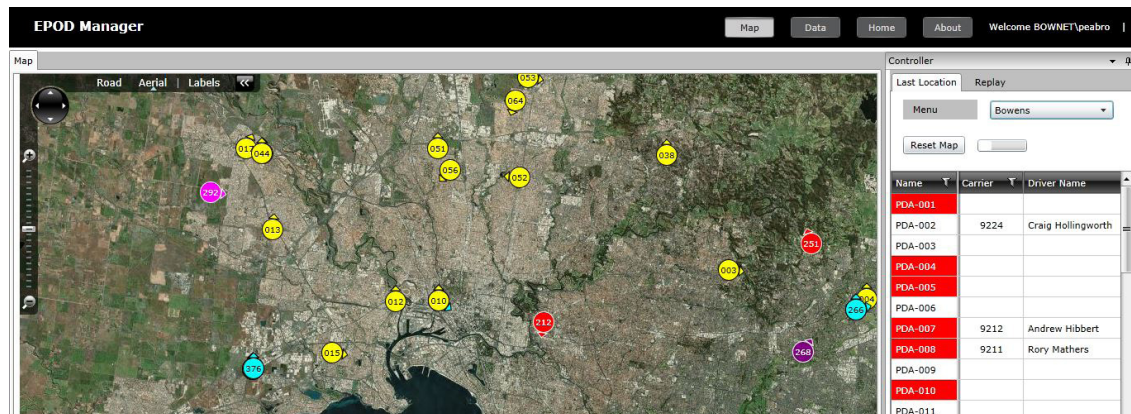 EPOD Manager
Map Data Home About Welcome BOWNET\peabro |
Map
Road Aerial | Labels
053
064
017
044
051
056
052
038
292
013
251
003
012
010
004
266
212
015
376
268
Controller
Last Location Replay
Menu Bowens
Reset Map
Name Carrier Driver Name
PDA-001
PDA-002 9224 Craig Hollingworth
PDA-003
PDA-004
PDA-005
PDA-006
PDA-007 9212 Andrew Hibbert
PDA-008 9211 Rory Mathers
PDA-009
PDA-010
PDA-011